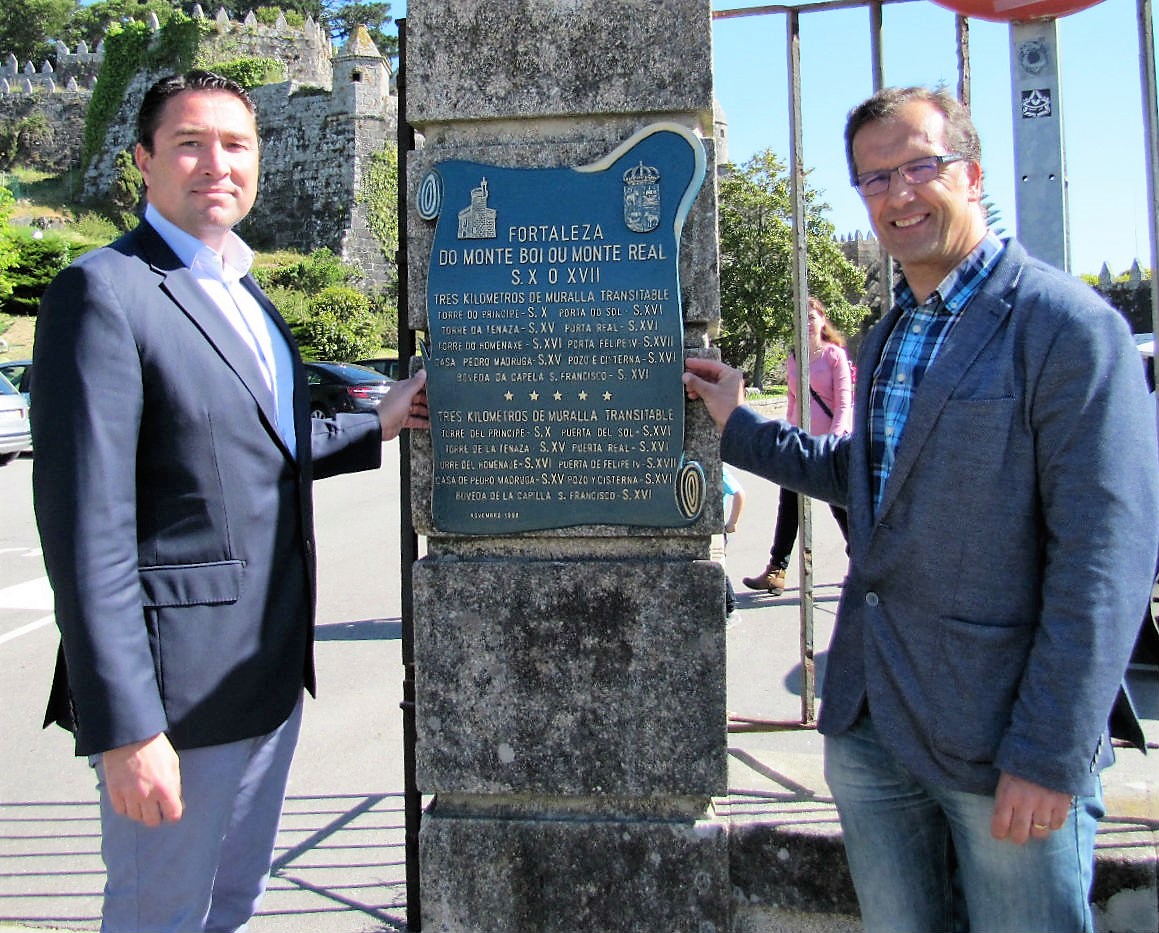 FORTALEZA
DO MONTE BOI OU MONTE REAL
S.X O XVII
TRES KILOMETROS DE MURALLA TRANSITABLE
TORRE DO PRINCIPE - S.X PORTA DO SOL - S.XVI
TORRE DA TENAZA - S.XV PORTA REAL - S.XVI
TORRE DO HOMENAXE - S.XVI PORTA FELIPE IV - S.XVII
CASA PEDRO MADRUGA - S.XV POZO E CISTERNA - S.XVI
BOVEDA DA CAPELA S. FRANCISCO - S. XVI
TRES KILOMETROS DE MURALLA TRANSITABLE
TORRE DEL PRINCIPE - S.X PUERTA DEL SOL - S.XVI
TORRE DE LA TENAZA - S.XV PUERTA REAL - S.XVI
TORRE DEL HOMENAJE - S.XVI PUERTA DE FELIPE IV - S.XVII
CASA DE PEDRO MADRUGA - S.XV POZO Y CISTERNA - S.XVI
BOVEDA DE LA CAPILLA S. FRANCISCO - S.XVI